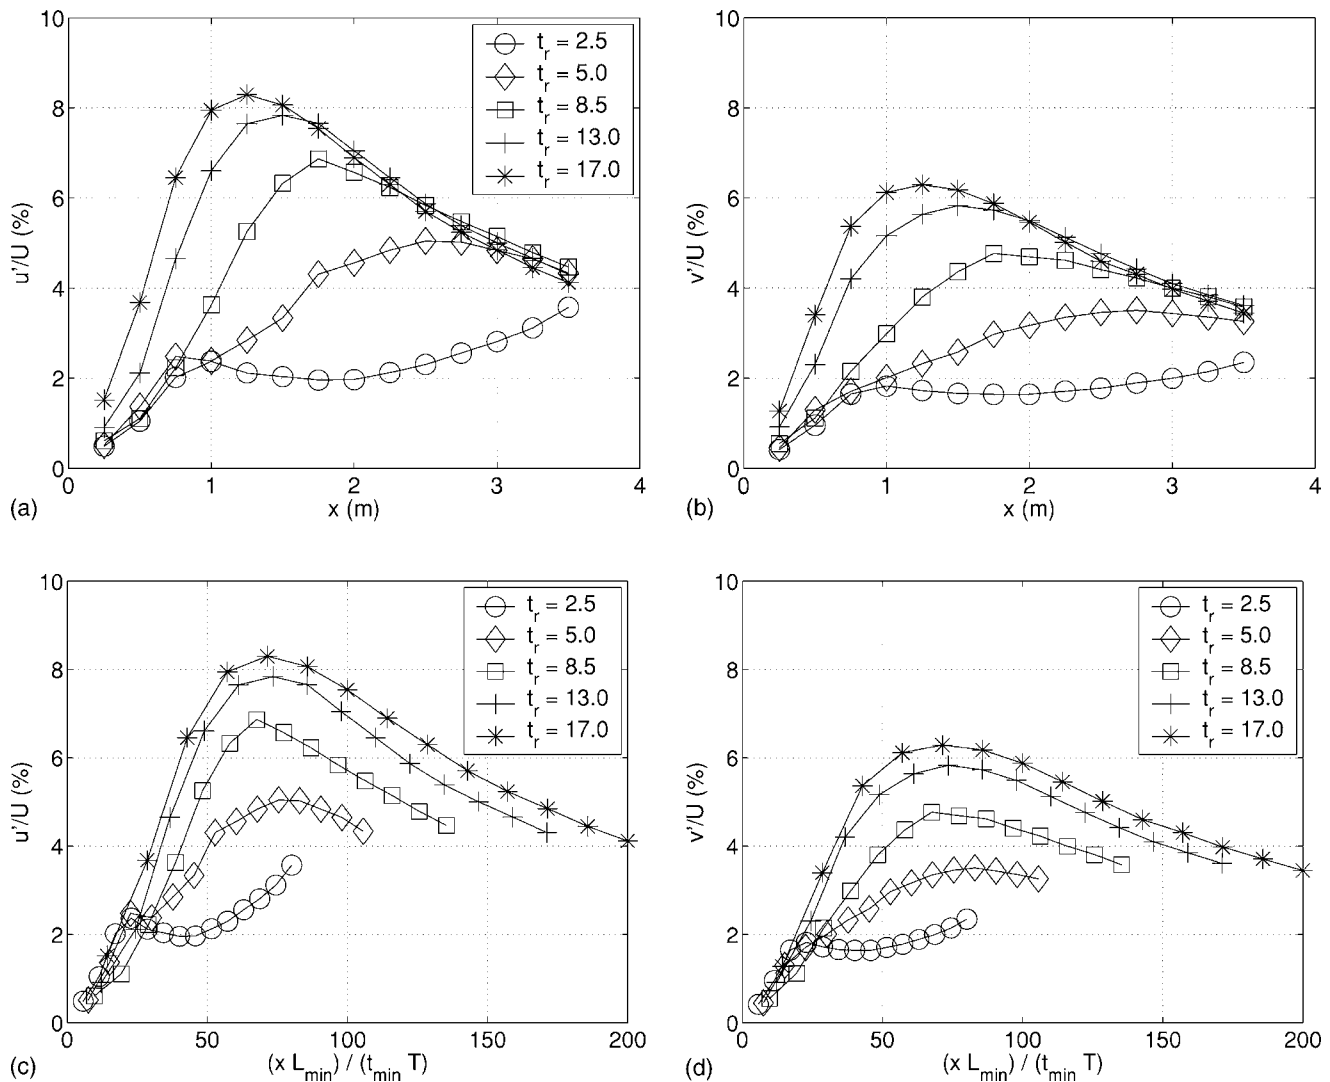 10
8
6
4
2
0
u'/U (%)
t_r = 2.5
t_r = 5.0
t_r = 8.5
t_r = 13.0
t_r = 17.0
0 1 2 3 4
x (m)
(a)
10
8
6
4
2
0
v'/U (%)
0 1 2 3 4
x (m)
(b)
10
8
6
4
2
0
u'/U (%)
t_r = 2.5
t_r = 5.0
t_r = 8.5
t_r = 13.0
t_r = 17.0
0 50 100 150 200
(x L_min) / (t_min T)
(c)
10
8
6
4
2
0
v'/U (%)
t_r = 2.5
t_r = 5.0
t_r = 8.5
t_r = 13.0
t_r = 17.0
0 50 100 150 200
(x L_min) / (t_min T)
(d)